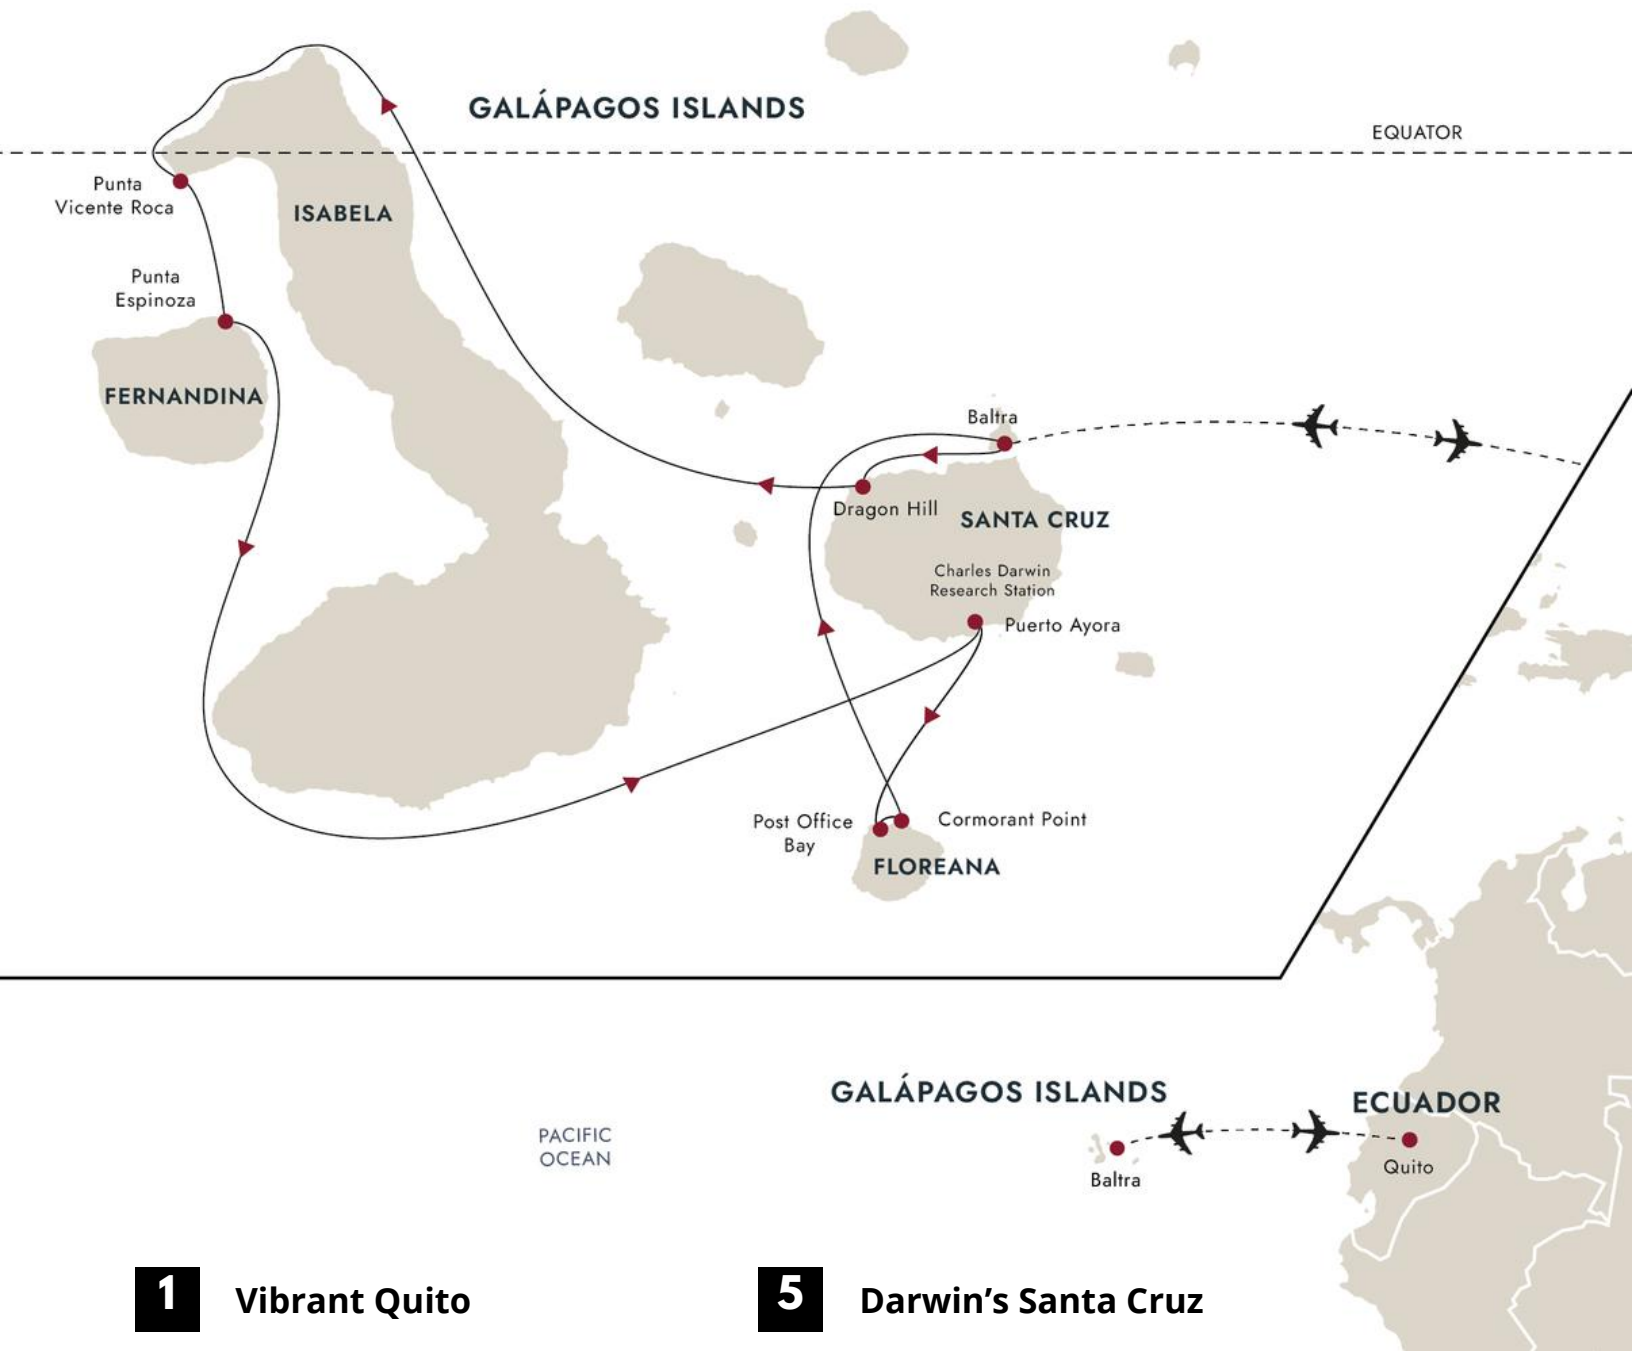 GALÁPAGOS ISLANDS
EQUATOR
Punta
Vicente Roca
ISABELA
Punta
Espinoza
FERNANDINA
Baltra
Dragon Hill
SANTA CRUZ
Charles Darwin
Research Station
Puerto Ayora
Post Office
Bay
Cormorant Point
FLOREANA
GALÁPAGOS ISLANDS
ECUADOR
PACIFIC
OCEAN
Baltra
Quito
1 Vibrant Quito
5 Darwin’s Santa Cruz